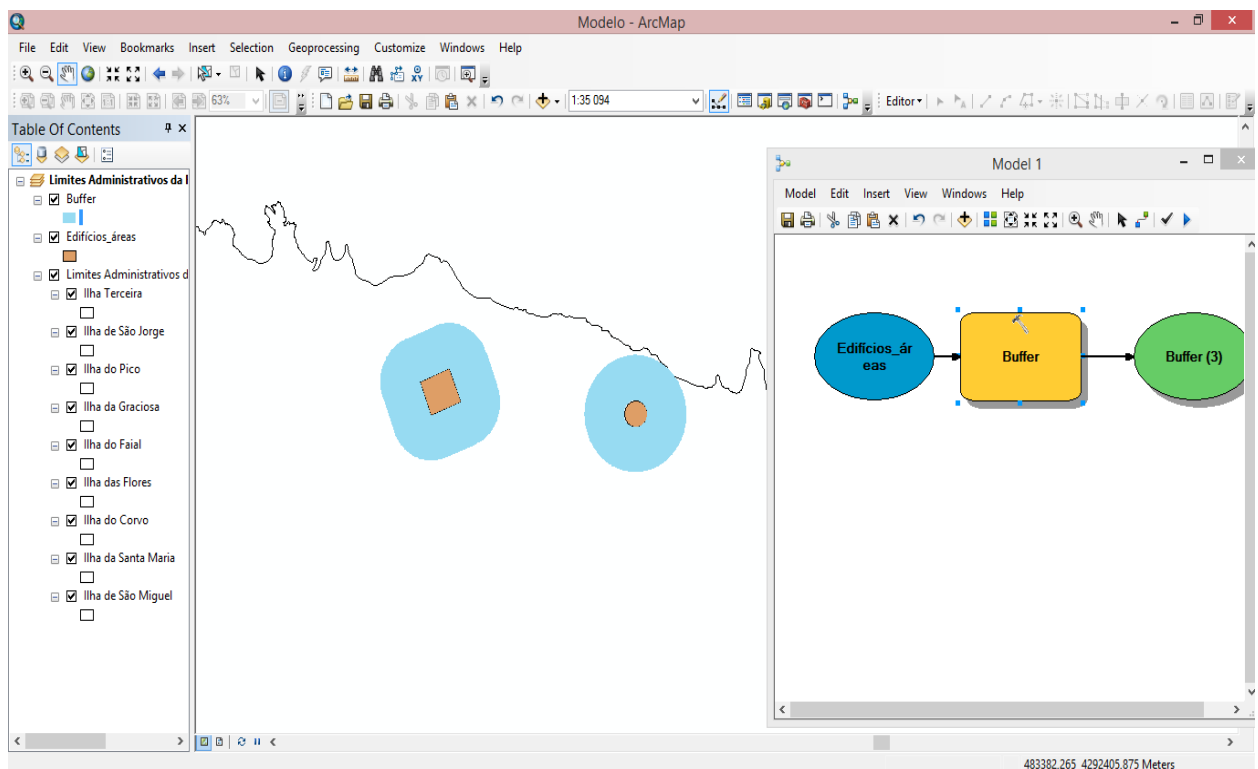 Modelo - ArcMap
File Edit View Bookmarks Insert Selection Geoprocessing Customize Windows Help
63%
1:35 094
Editor
Table Of Contents
Limites Administrativos da I
Buffer
Edifícios_áreas
Limites Administrativos d
Ilha Terceira
Ilha de São Jorge
Ilha do Pico
Ilha da Graciosa
Ilha do Faial
Ilha das Flores
Ilha do Corvo
Ilha da Santa Maria
Ilha de São Miguel
Model 1
Model Edit Insert View Windows Help
Edifícios_ár
eas
Buffer
Buffer (3)
483382,265 4292405,875 Meters